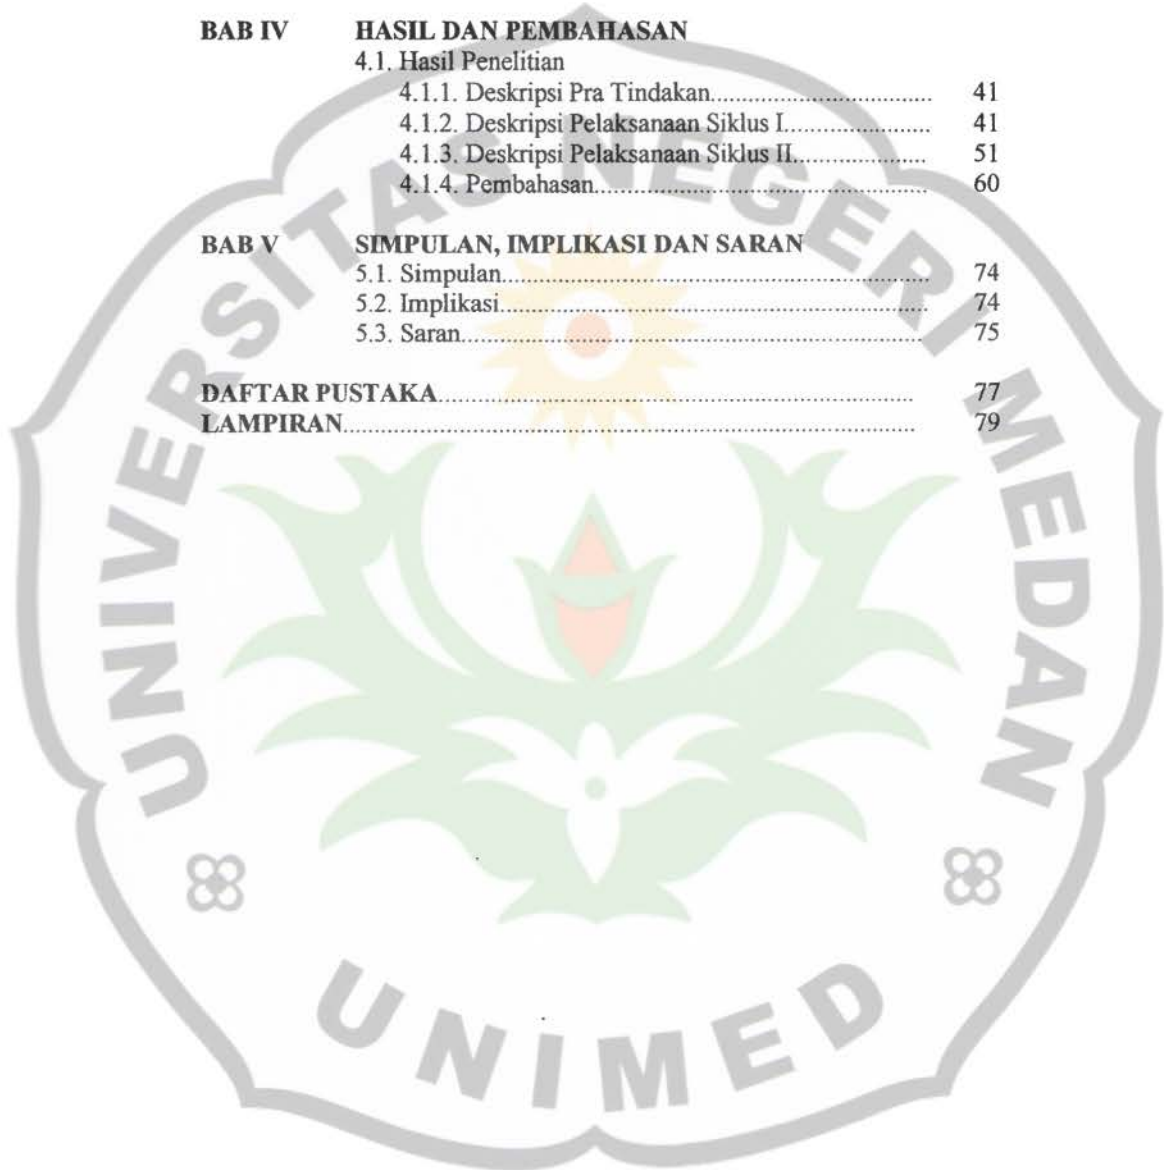 BAB IV HASIL DAN PEMBAHASAN
4.1. Hasil Penelitian
4.1.1. Deskripsi Pra Tindakan................................ 41
4.1.2. Deskripsi Pelaksanaan Siklus I..................... 41
4.1.3. Deskripsi Pelaksanaan Siklus II................... 51
4.1.4. Pembahasan................................................ 60
BAB V SIMPULAN, IMPLIKASI DAN SARAN
5.1. Simpulan.............................................................. 74
5.2. Implikasi.............................................................. 74
5.3. Saran................................................................... 75
DAFTAR PUSTAKA.................................................................... 77
LAMPIRAN.................................................................................. 79
UNIVERSITAS NEGERI MEDAN
UNIMED